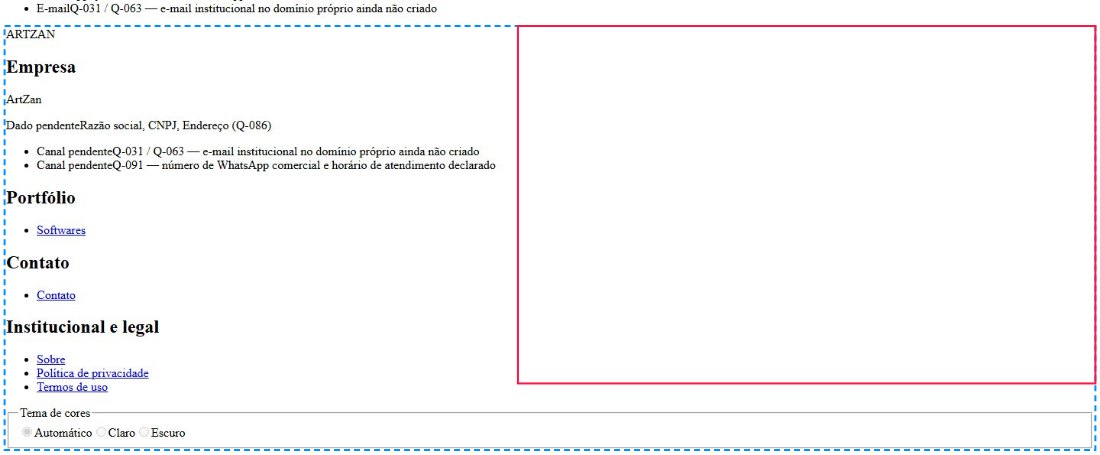 E-mailQ-031 / Q-063 — e-mail institucional no domínio próprio ainda não criado
ARTZAN
Empresa
ArtZan
Dado pendenteRazão social, CNPJ, Endereço (Q-086)
Canal pendenteQ-031 / Q-063 — e-mail institucional no domínio próprio ainda não criado
Canal pendenteQ-091 — número de WhatsApp comercial e horário de atendimento declarado
Portfólio
Softwares
Contato
Contato
Institucional e legal
Sobre
Política de privacidade
Termos de uso
Tema de cores
Automático Claro Escuro